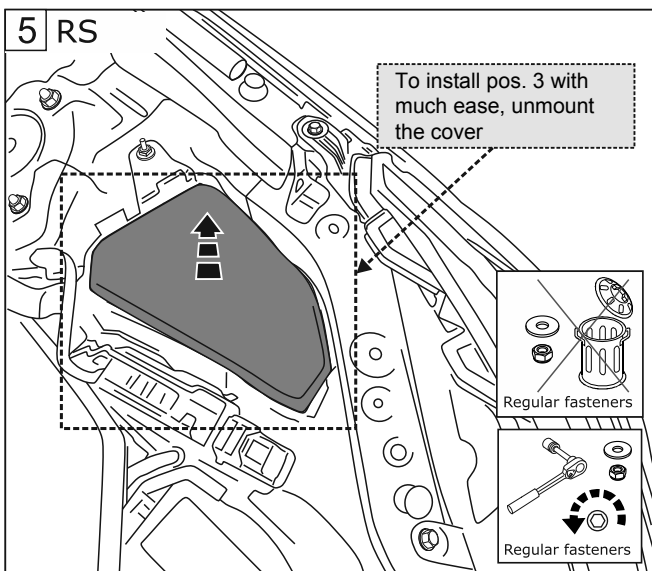 5 RS
To install pos. 3 with
much ease, unmount
the cover
Regular fasteners
Regular fasteners